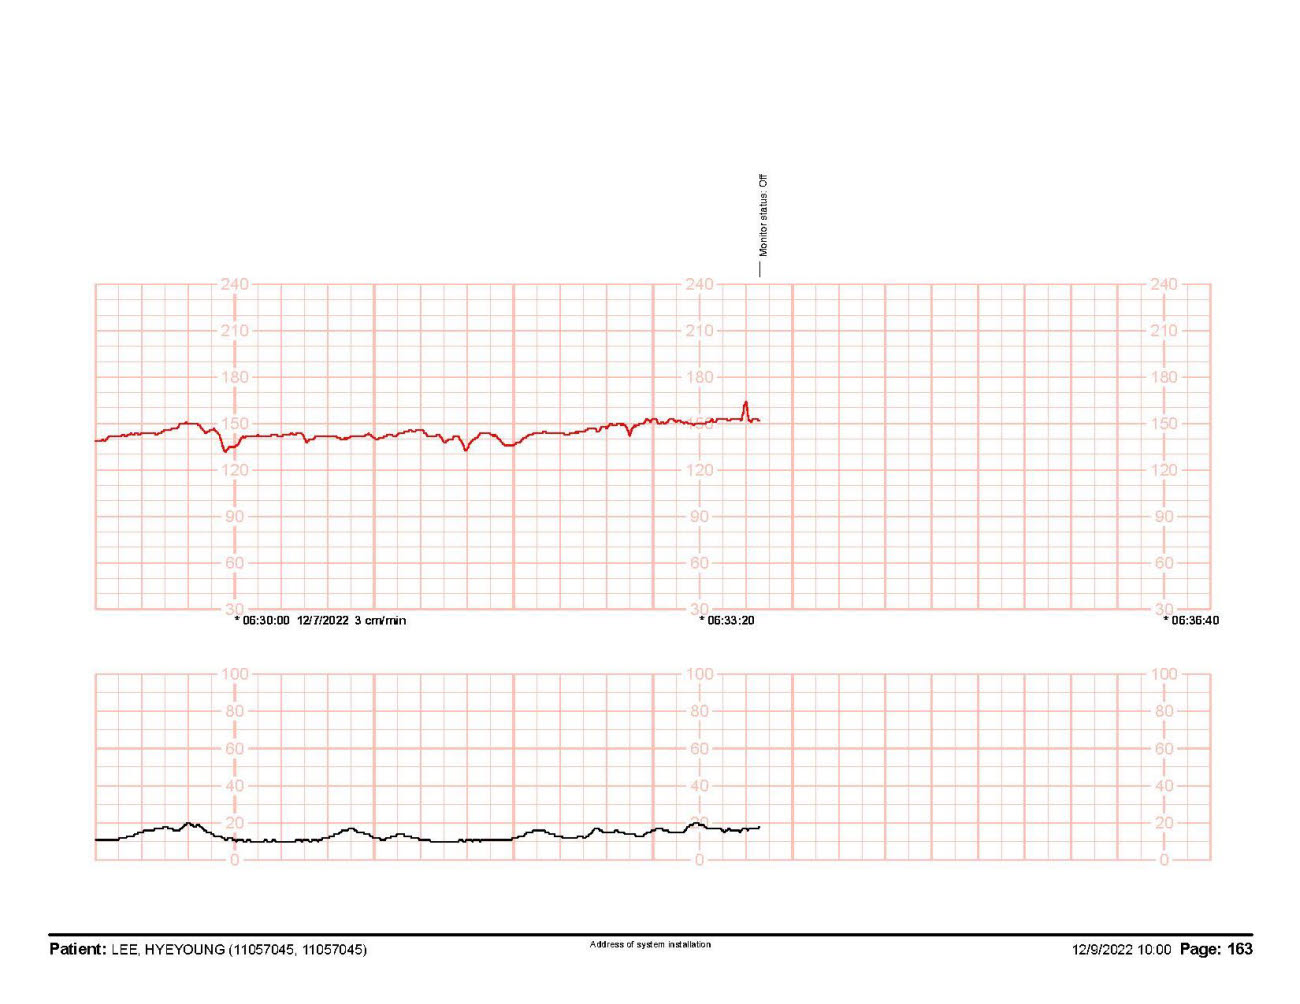 Monitor status: Off
240 240 240
210 210 210
180 180 180
150 150 150
120 120 120
90 90 90
60 60 60
30 30 30
* 06:30:00 12/7/2022 3 cm/min * 06:33:20 * 06:36:40
100 100 100
80 80 80
60 60 60
40 40 40
20 20 20
0 0 0
Patient: LEE, HYEYOUNG (11057045, 11057045) Address of system installation 12/9/2022 10:00 Page: 163